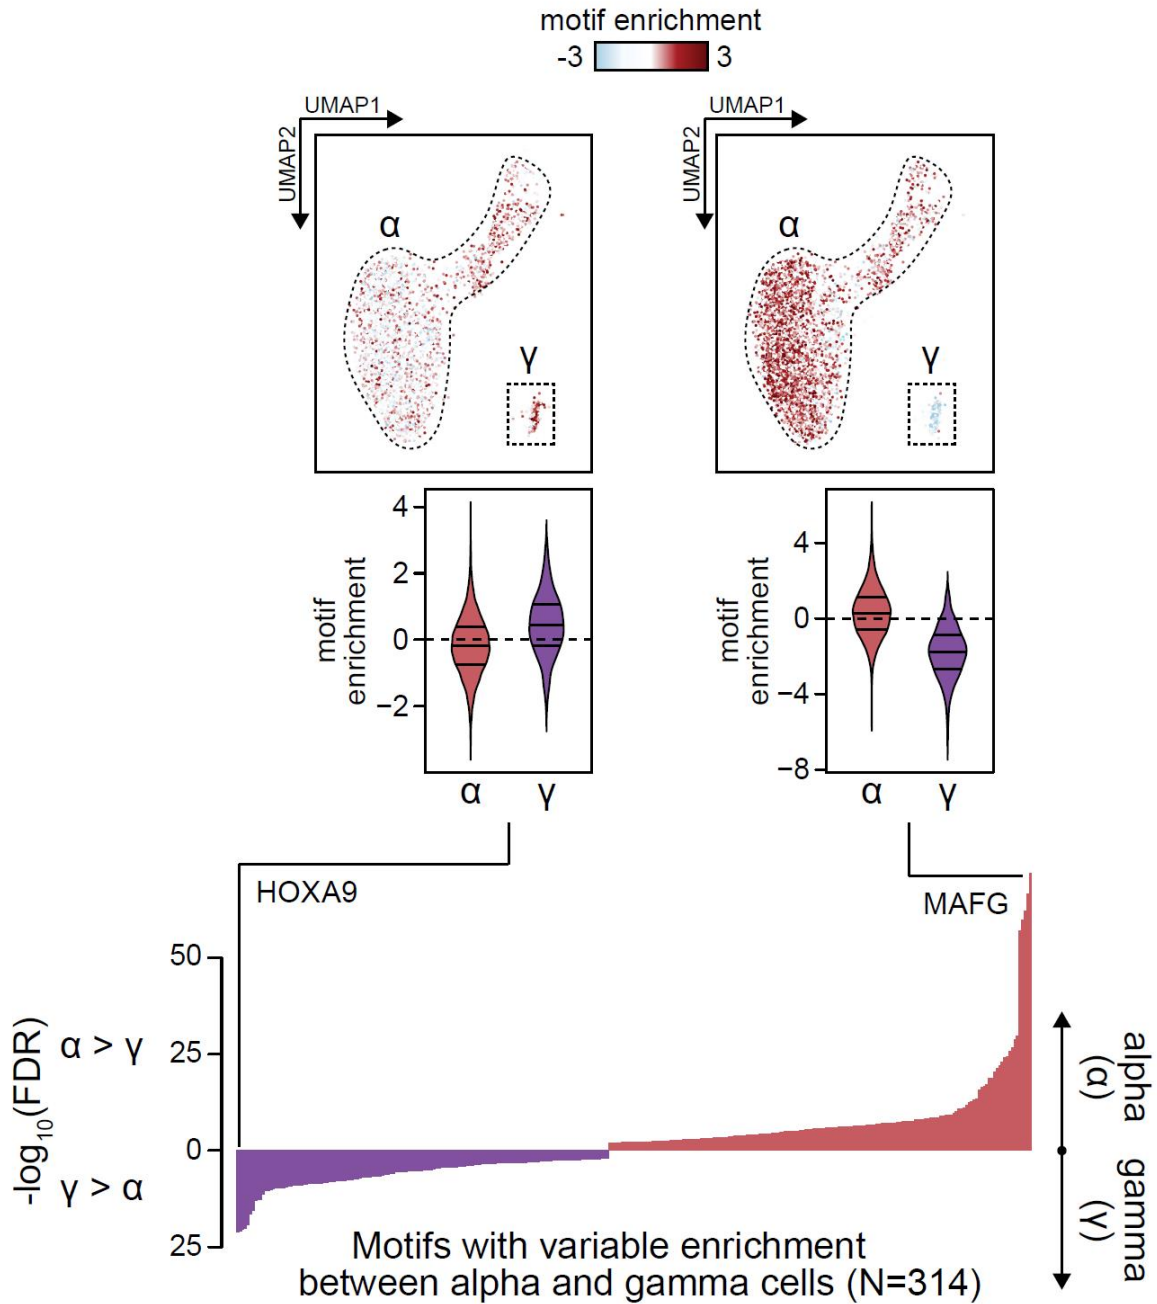 motif enrichment
-3 3
UMAP1
UMAP2
α
γ
UMAP1
UMAP2
α
γ
motif
enrichment
4
2
0
−2
α γ
motif
enrichment
4
0
−4
−8
α γ
HOXA9
MAFG
-log10(FDR)
α > γ
γ > α
50
25
0
25
alpha
(α)
gamma
(γ)
Motifs with variable enrichment
between alpha and gamma cells (N=314)